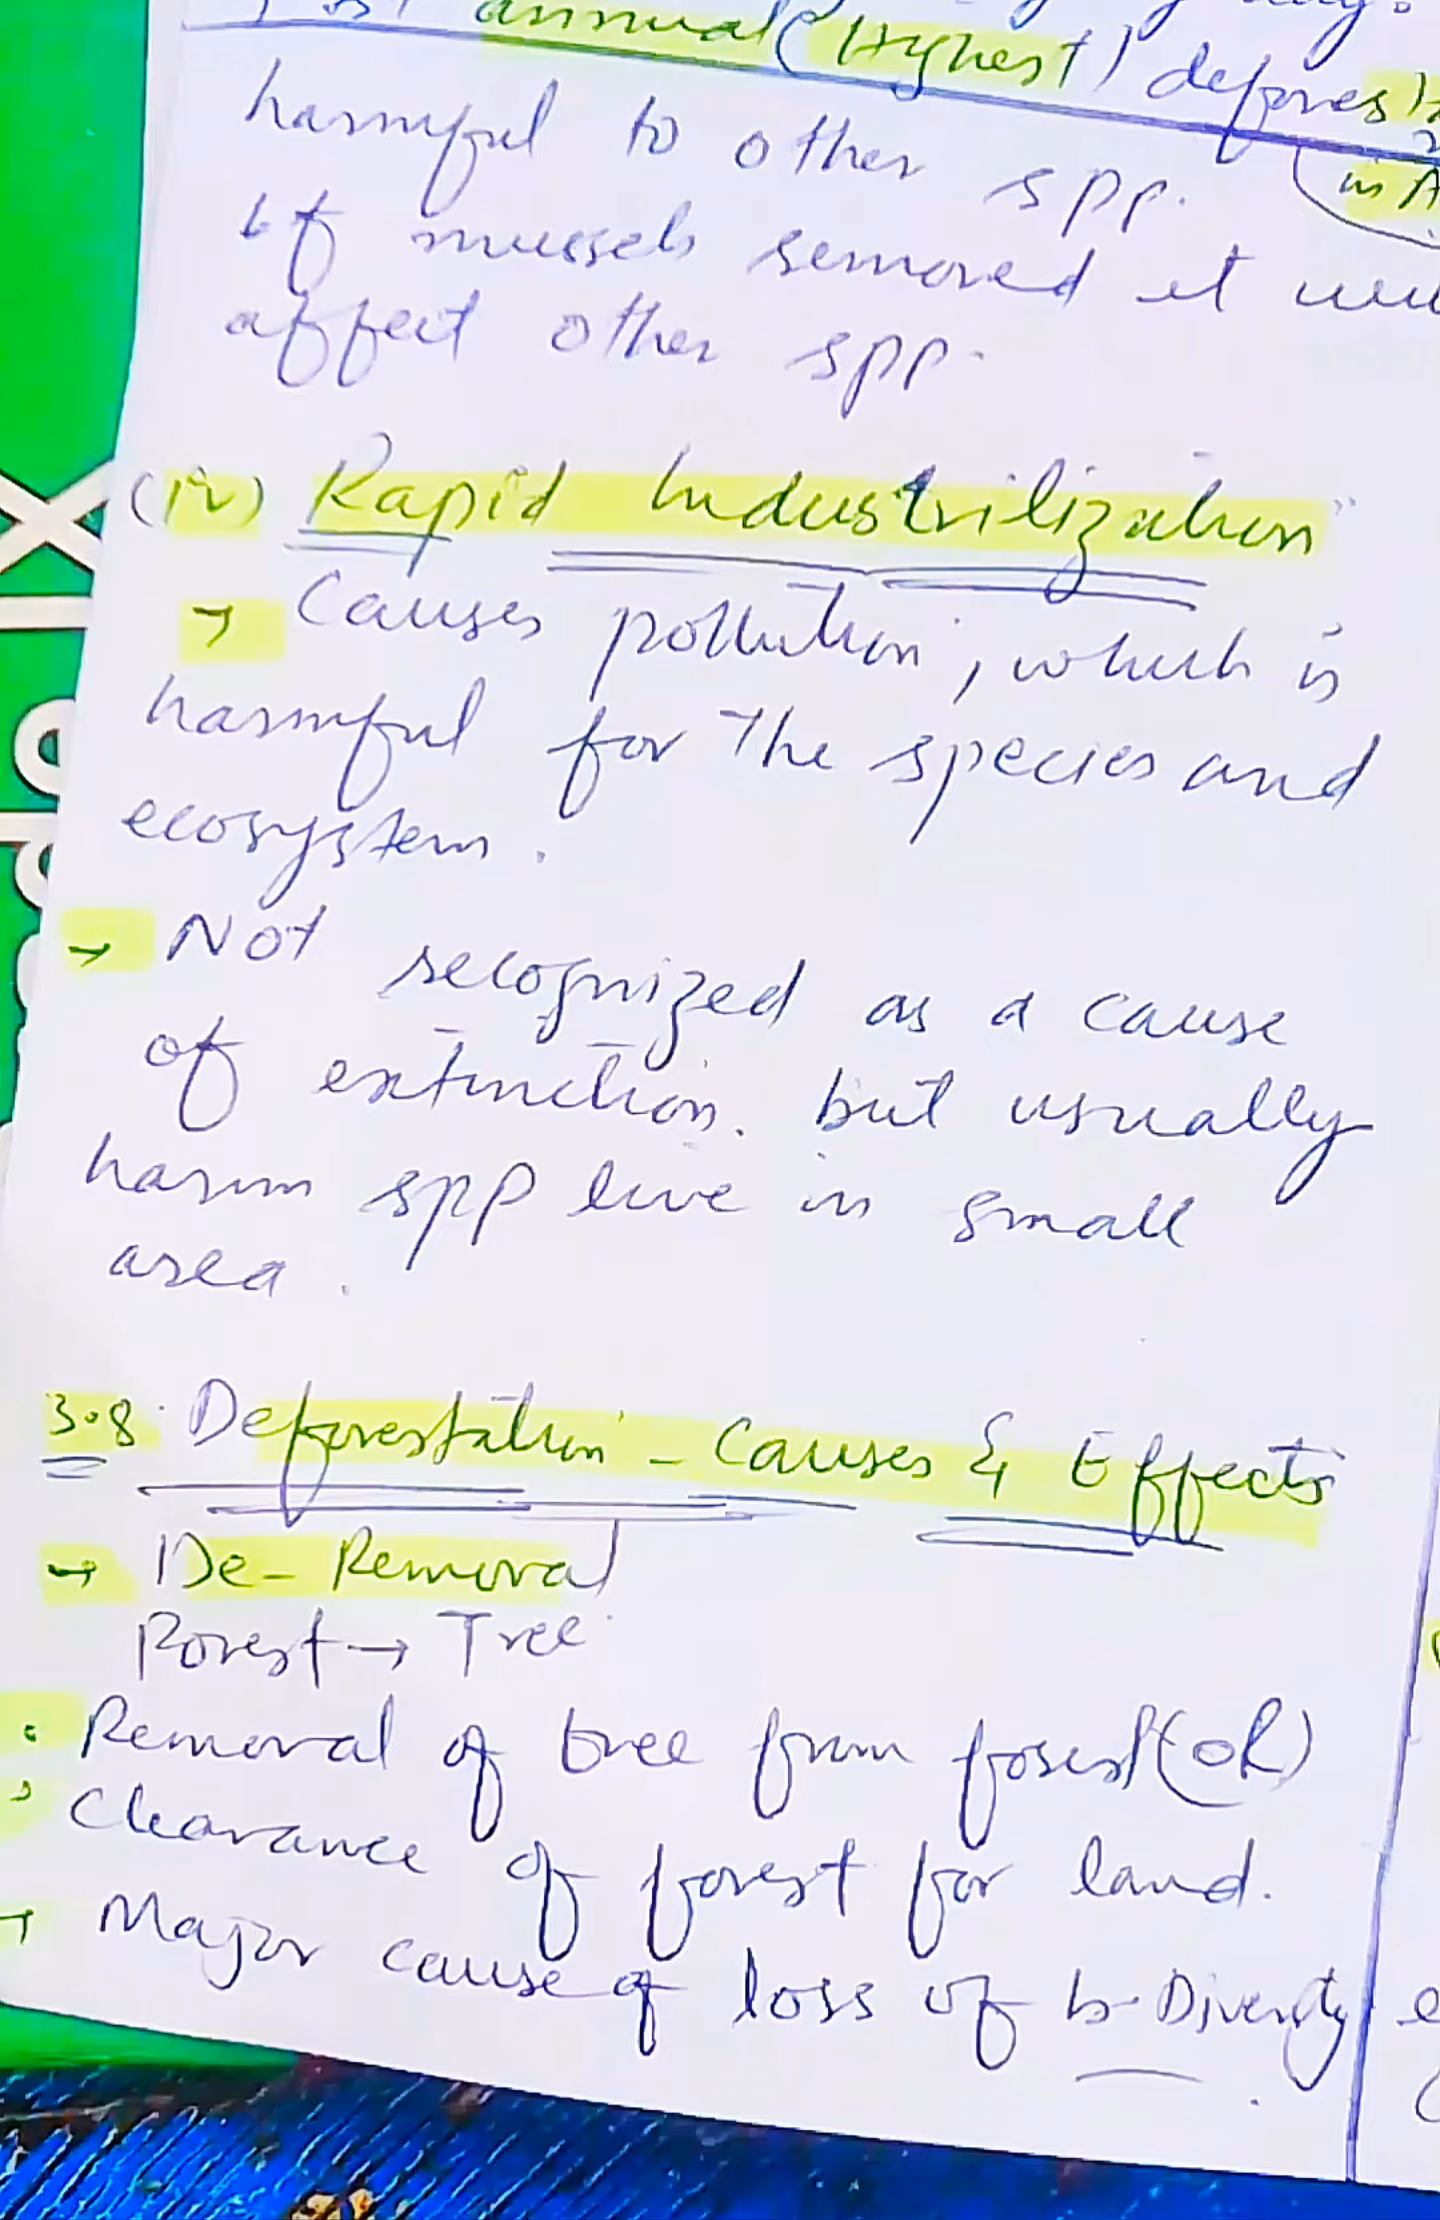 annual (Highest) defores
in A
harmful to other spp.
If mussels removed it
affect other spp.
(iv) Rapid Industrilization
→ Causes pollution, which is
harmful for the species and
ecosystem.
→ Not recognized as a cause
of extinction. but usually
harm spp live in small
area.
3.8. Deforestation - Causes & Effects
→ De - Removal
Forest → Tree
• Removal of tree from forest (OR)
Clearance of forest for land.
→ Major cause of loss of b-Diversity